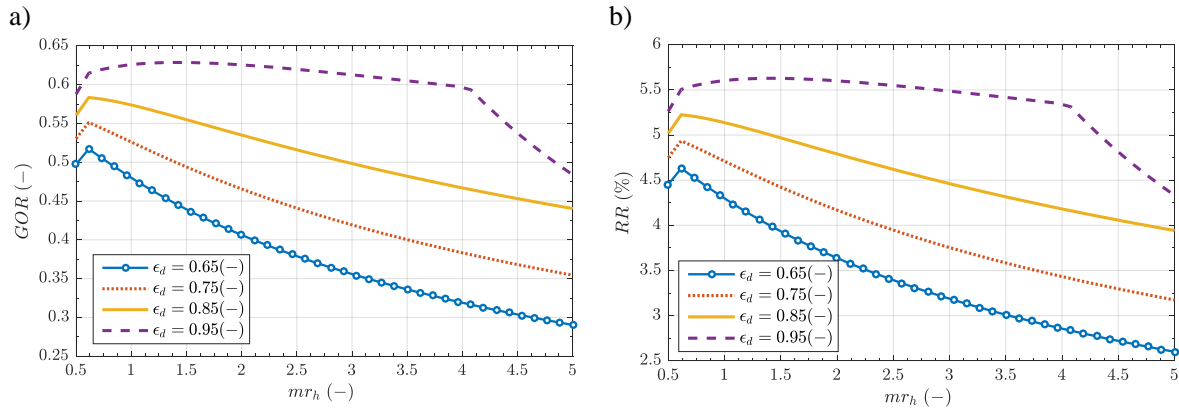 a)
0.65
0.6
0.55
0.5
0.45
0.4
0.35
0.3
0.25
GOR (−)
ϵ_d = 0.65(−)
ϵ_d = 0.75(−)
ϵ_d = 0.85(−)
ϵ_d = 0.95(−)
0.5 1 1.5 2 2.5 3 3.5 4 4.5 5
mr_h (−)
b)
6
5.5
5
4.5
4
3.5
3
2.5
RR (%)
ϵ_d = 0.65(−)
ϵ_d = 0.75(−)
ϵ_d = 0.85(−)
ϵ_d = 0.95(−)
0.5 1 1.5 2 2.5 3 3.5 4 4.5 5
mr_h (−)